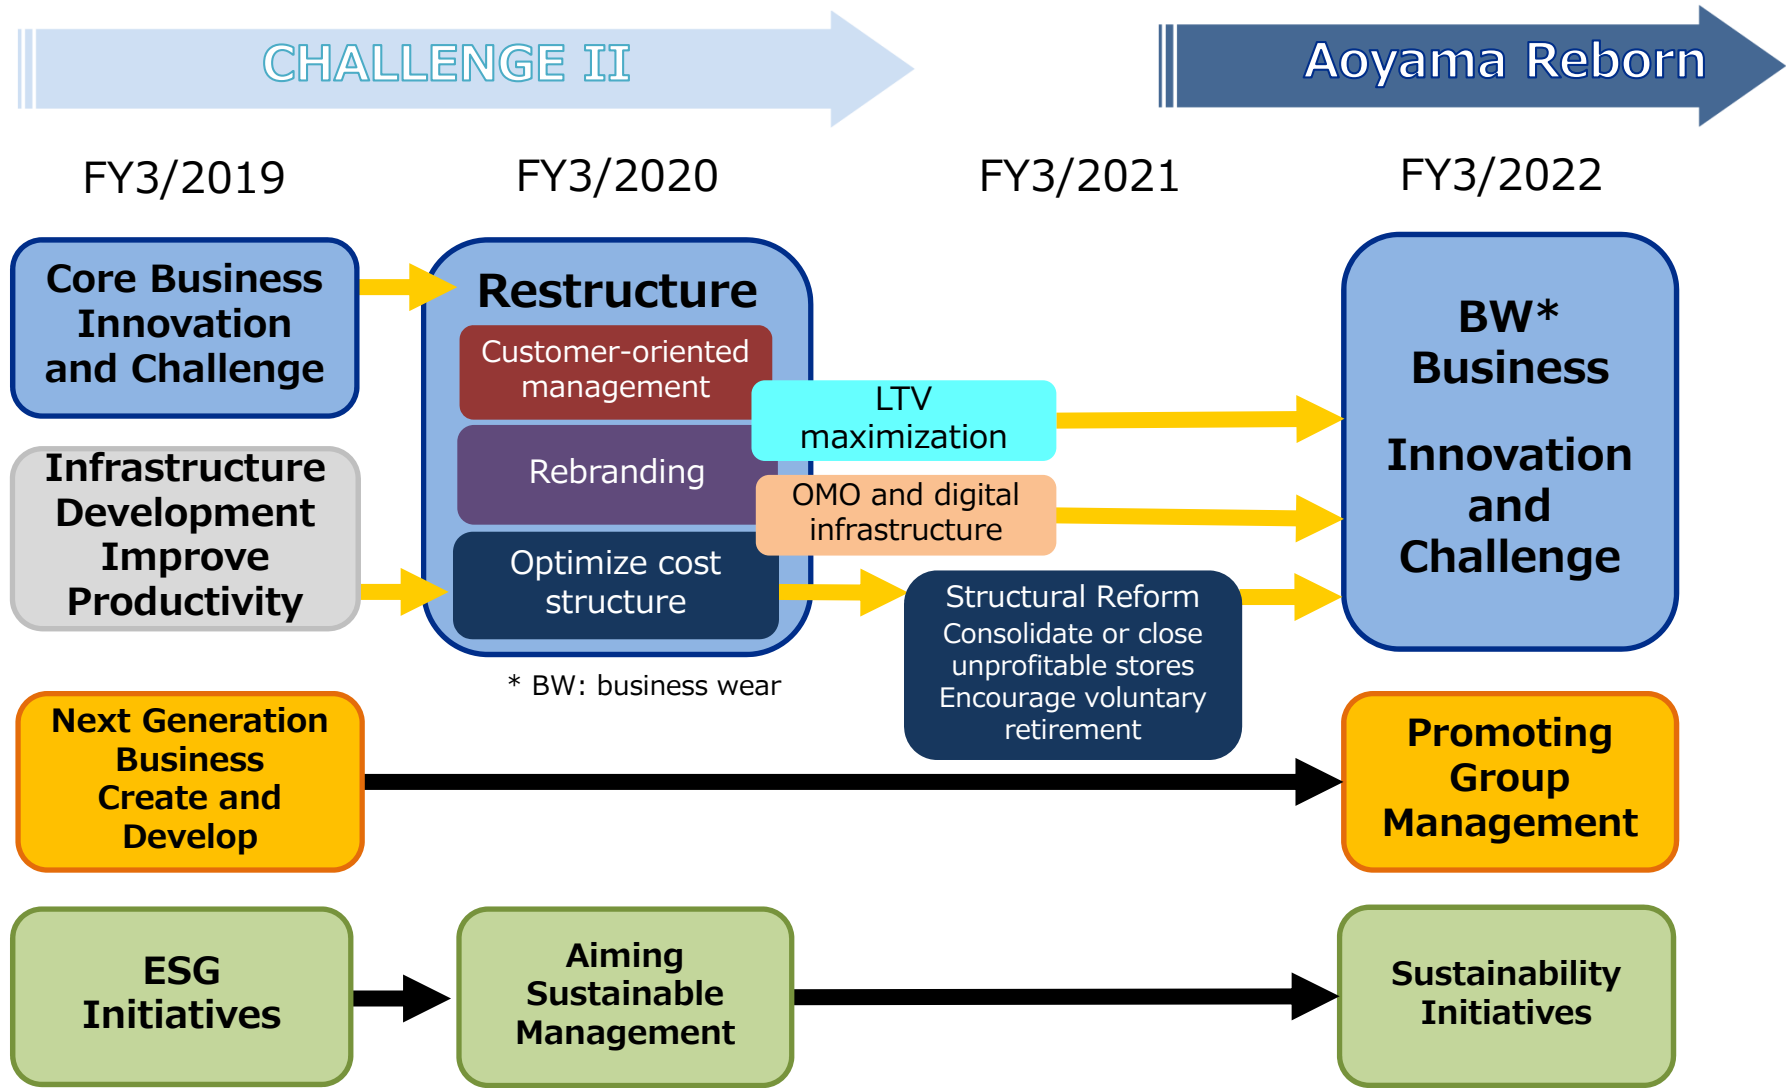 CHALLENGE II
Aoyama Reborn
FY3/2019
FY3/2020
FY3/2021
FY3/2022
Core Business
Innovation
and Challenge
Infrastructure
Development
Improve
Productivity
Restructure
Customer-oriented
management
Rebranding
Optimize cost
structure
* BW: business wear
LTV
maximization
OMO and digital
infrastructure
Structural Reform
Consolidate or close
unprofitable stores
Encourage voluntary
retirement
BW*
Business
Innovation
and
Challenge
Next Generation
Business
Create and
Develop
Promoting
Group
Management
ESG
Initiatives
Aiming
Sustainable
Management
Sustainability
Initiatives